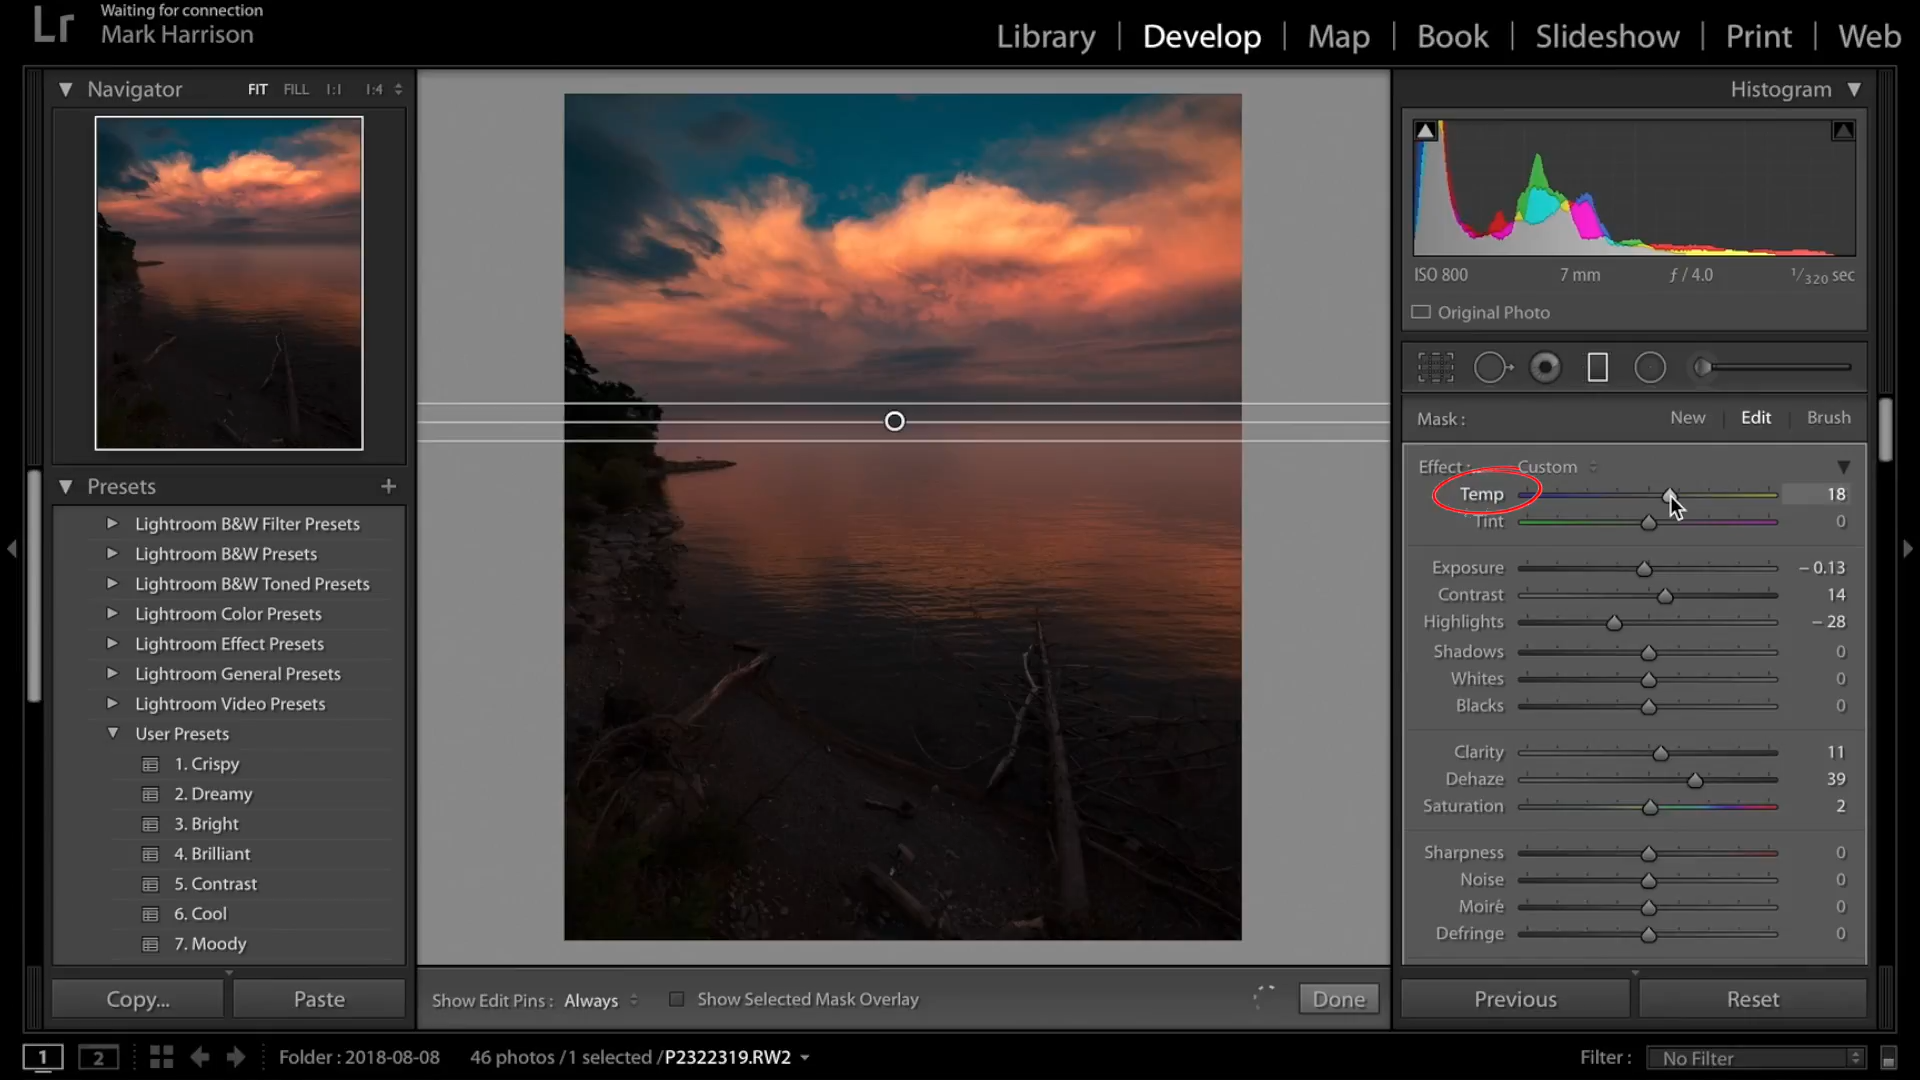 Lr
Waiting for connection
Mark Harrison
Library | Develop | Map | Book | Slideshow | Print | Web
Navigator FIT FILL 1:1 1:4
Presets +
Lightroom B&W Filter Presets
Lightroom B&W Presets
Lightroom B&W Toned Presets
Lightroom Color Presets
Lightroom Effect Presets
Lightroom General Presets
Lightroom Video Presets
User Presets
1. Crispy
2. Dreamy
3. Bright
4. Brilliant
5. Contrast
6. Cool
7. Moody
Copy... Paste
Show Edit Pins : Always Show Selected Mask Overlay Done
Histogram
ISO 800 7 mm ƒ / 4.0 1/320 sec
Original Photo
Mask : New | Edit Brush
Effect : Custom
Temp 18
Tint 0
Exposure – 0.13
Contrast 14
Highlights – 28
Shadows 0
Whites 0
Blacks 0
Clarity 11
Dehaze 39
Saturation 2
Sharpness 0
Noise 0
Moiré 0
Defringe 0
Previous Reset
1 2 Folder : 2018-08-08 46 photos /1 selected /P2322319.RW2 Filter : No Filter